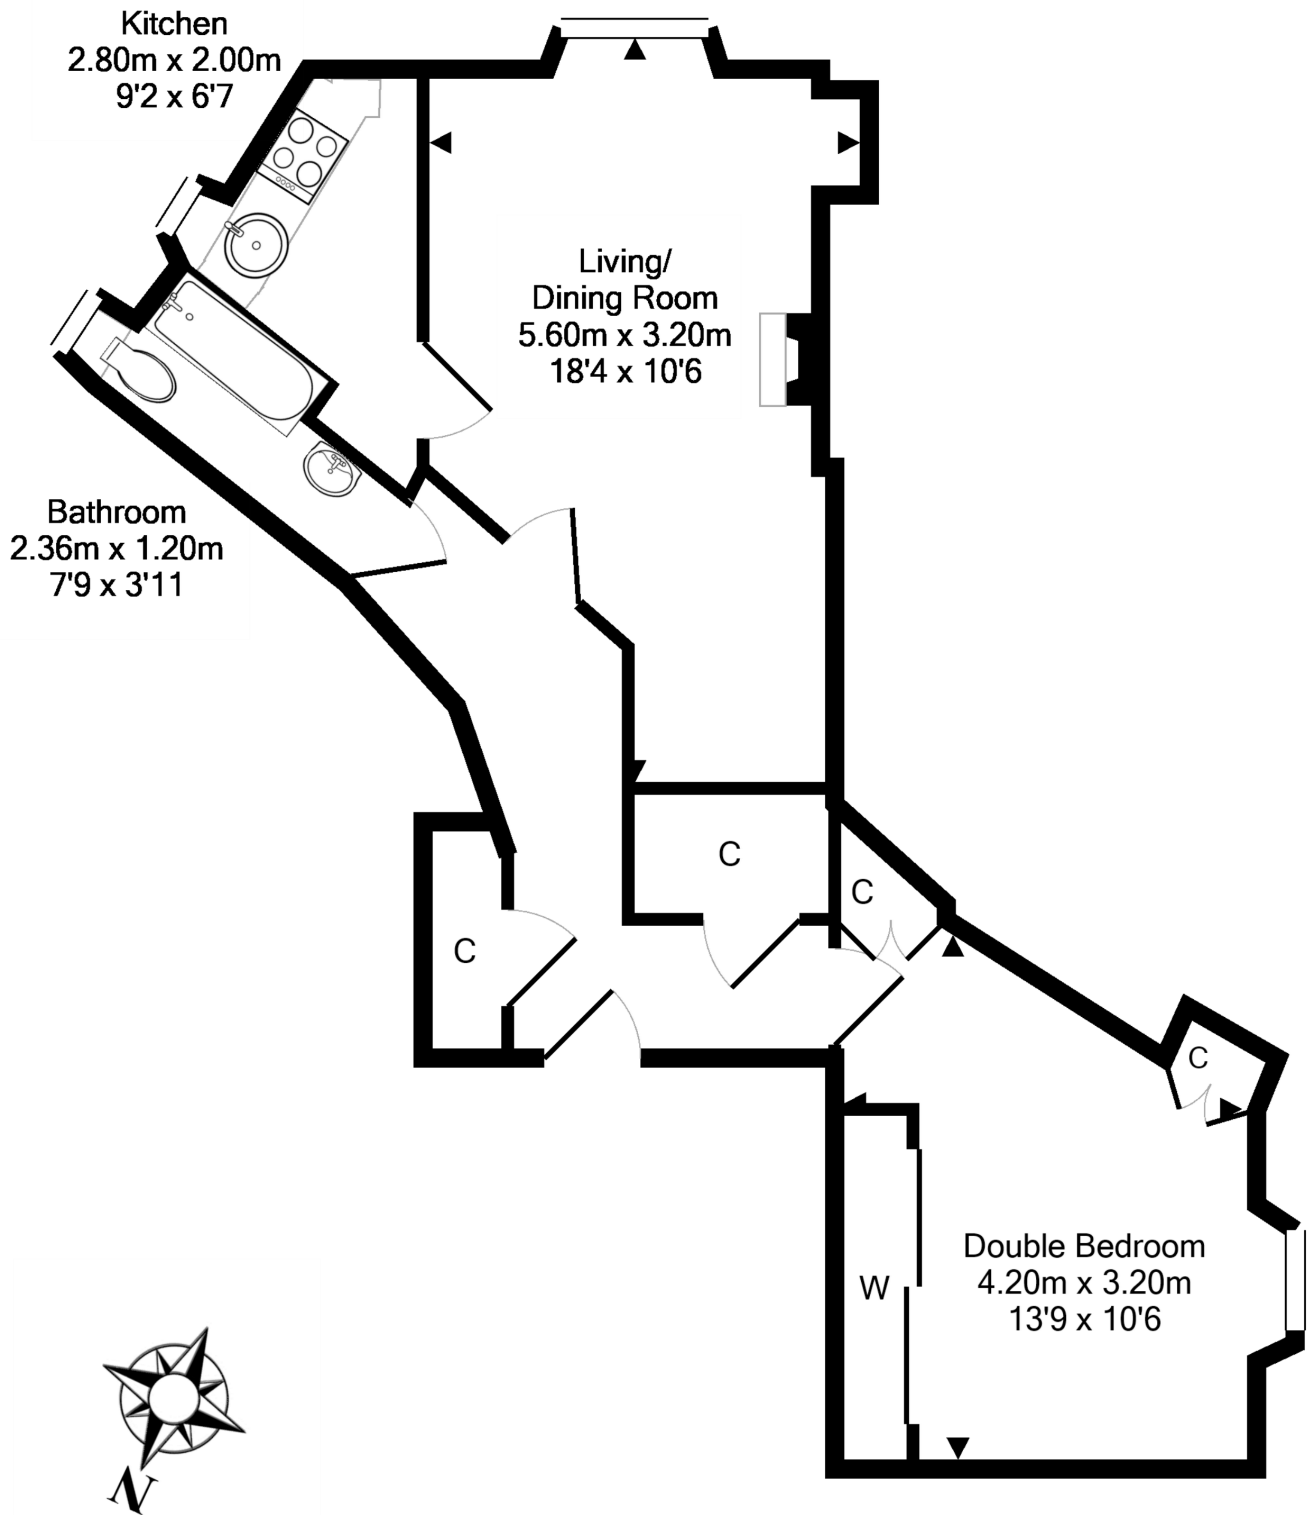 Kitchen
2.80m x 2.00m
9'2 x 6'7
Living/
Dining Room
5.60m x 3.20m
18'4 x 10'6
Bathroom
2.36m x 1.20m
7'9 x 3'11
C
C
C
C
Double Bedroom
4.20m x 3.20m
13'9 x 10'6
W
N